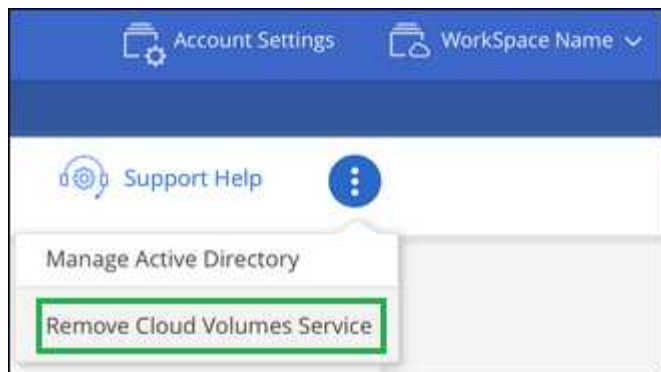 Account Settings
WorkSpace Name
Support Help
Manage Active Directory
Remove Cloud Volumes Service